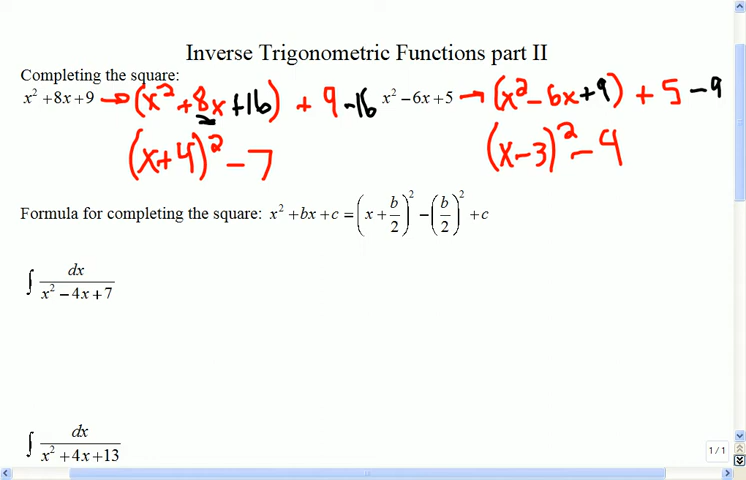 Inverse Trigonometric Functions part II
Completing the square:
x² + 8x + 9 → (x² + 8x + 16) + 9 - 16 x² - 6x + 5 → (x² - 6x + 9) + 5 - 9
(x + 4)² - 7 (x - 3)² - 4
Formula for completing the square: x² + bx + c = (x + b/2)² - (b/2)² + c
∫ dx/(x² - 4x + 7)
∫ dx/(x² + 4x + 13)
1 / 1